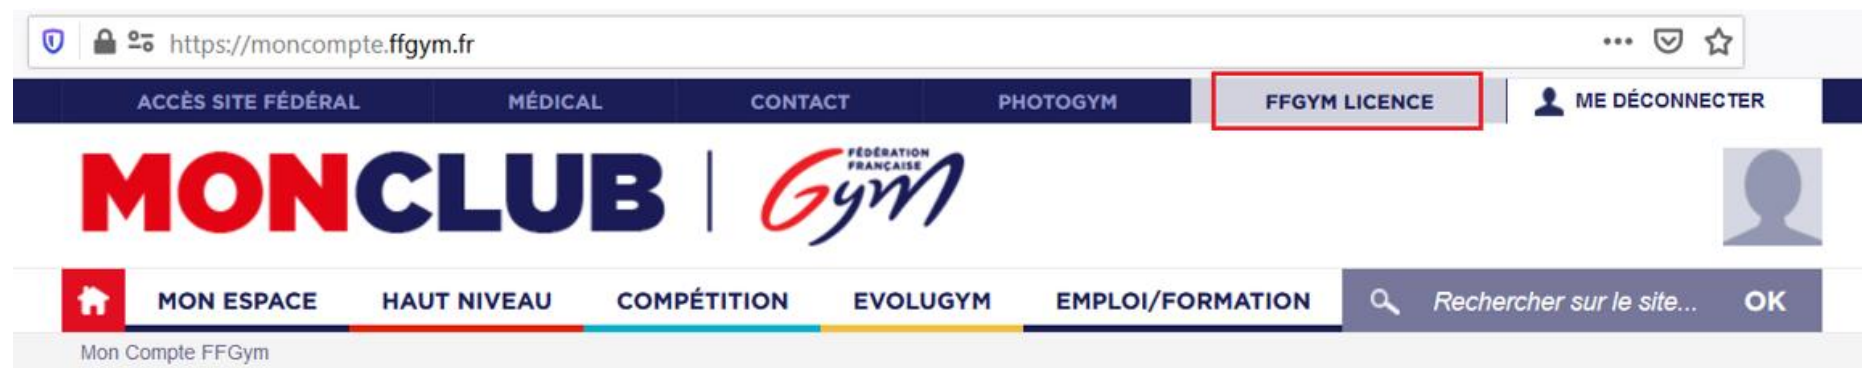 https://moncompte.ffgym.fr
ACCÈS SITE FÉDÉRAL MÉDICAL CONTACT PHOTOGYM FFGYM LICENCE ME DÉCONNECTER
MONCLUB | FÉDÉRATION FRANÇAISE Gym
MON ESPACE HAUT NIVEAU COMPÉTITION EVOLUGYM EMPLOI/FORMATION Rechercher sur le site... OK
Mon Compte FFGym